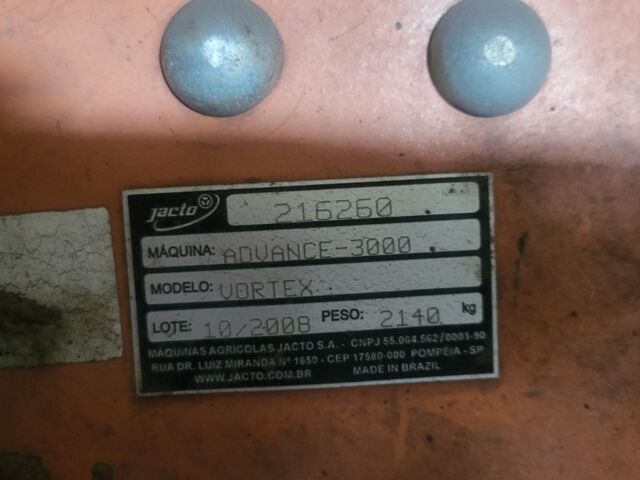 Jacto 216260
MÁQUINA: ADVANCE-3000
MODELO: VORTEX
LOTE: 10/2008 PESO: 2140 kg
MÁQUINAS AGRÍCOLAS JACTO S.A. - CNPJ 55.064.562/0001-90
RUA DR. LUIZ MIRANDA Nº 1650 - CEP 17580-000 POMPEIA - SP
WWW.JACTO.COM.BR MADE IN BRAZIL